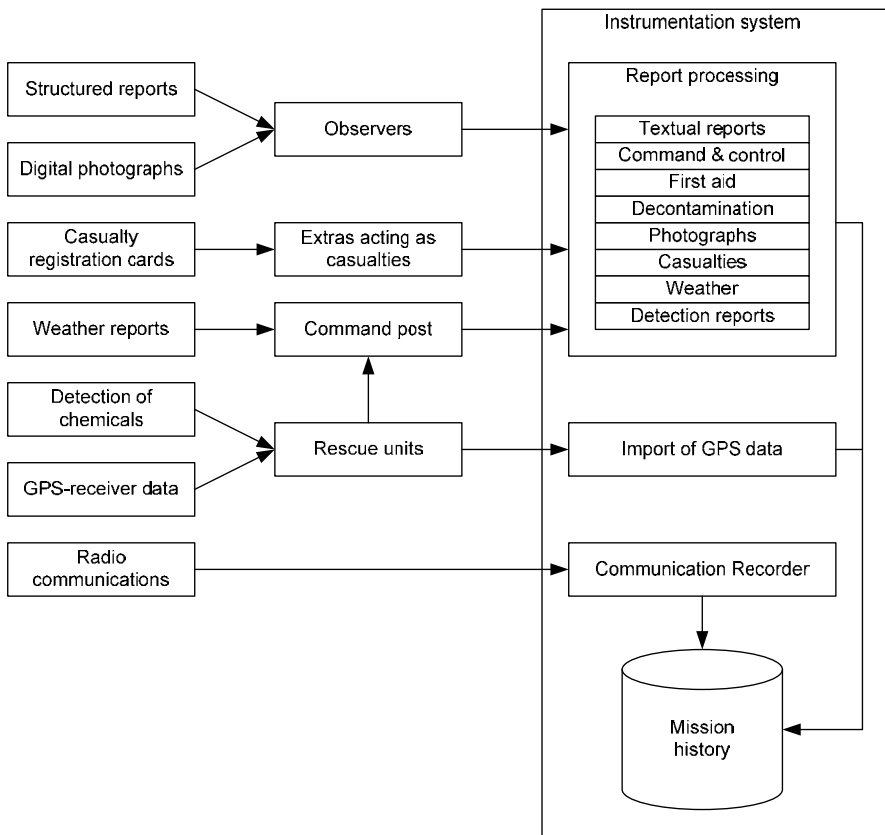 Instrumentation system
Structured reports
Digital photographs
Casualty
registration cards
Weather reports
Detection of
chemicals
GPS-receiver data
Radio
communications
Observers
Extras acting as
casualties
Command post
Rescue units
Report processing
Textual reports
Command & control
First aid
Decontamination
Photographs
Casualties
Weather
Detection reports
Import of GPS data
Communication Recorder
Mission
history